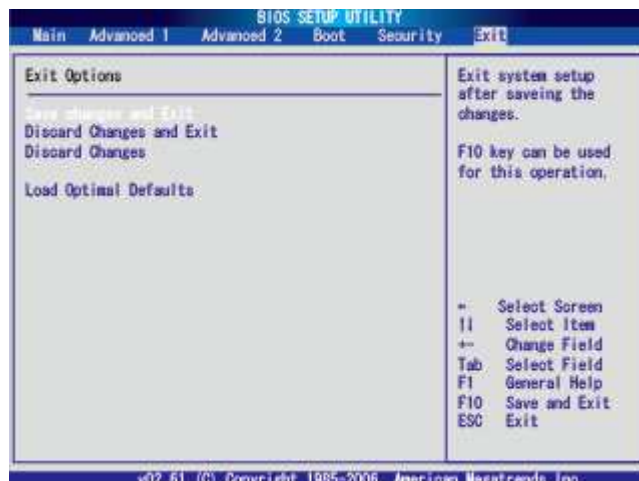 BIOS SETUP UTILITY
Main Advanced 1 Advanced 2 Boot Security Exit
Exit Options
Save changes and Exit
Discard Changes and Exit
Discard Changes
Load Optimal Defaults
Exit system setup
after saveing the
changes.
F10 key can be used
for this operation.
← Select Screen
↑↓ Select Item
+- Change Field
Tab Select Field
F1 General Help
F10 Save and Exit
ESC Exit
v02.61 (C) Copyright 1985-2006, American Megatrends Inc.